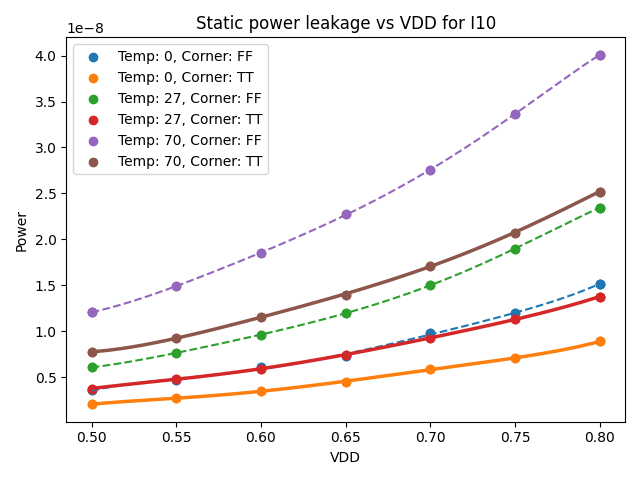 Static power leakage vs VDD for I10
1e−8
Temp: 0, Corner: FF
Temp: 0, Corner: TT
Temp: 27, Corner: FF
Temp: 27, Corner: TT
Temp: 70, Corner: FF
Temp: 70, Corner: TT
4.0
3.5
3.0
2.5
2.0
1.5
1.0
0.5
Power
0.50 0.55 0.60 0.65 0.70 0.75 0.80
VDD